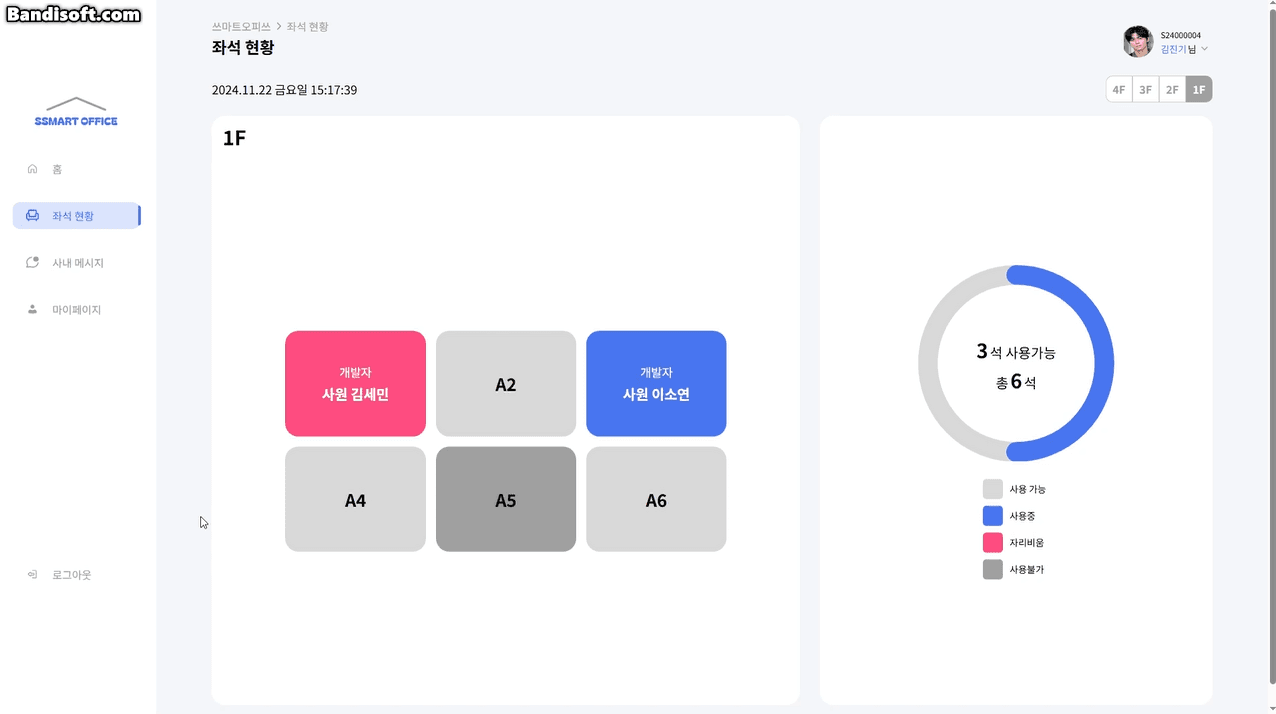 Bandisoft.com
쓰마트오피쓰 > 좌석 현황
좌석 현황
S24000004
김진기 님
2024.11.22 금요일 15:17:39
4F 3F 2F 1F
SSMART OFFICE
홈
좌석 현황
사내 메시지
마이페이지
로그아웃
1F
개발자
사원 김세민
A2
개발자
사원 이소연
A4
A5
A6
3 석 사용가능
총 6 석
사용 가능
사용중
자리비움
사용불가